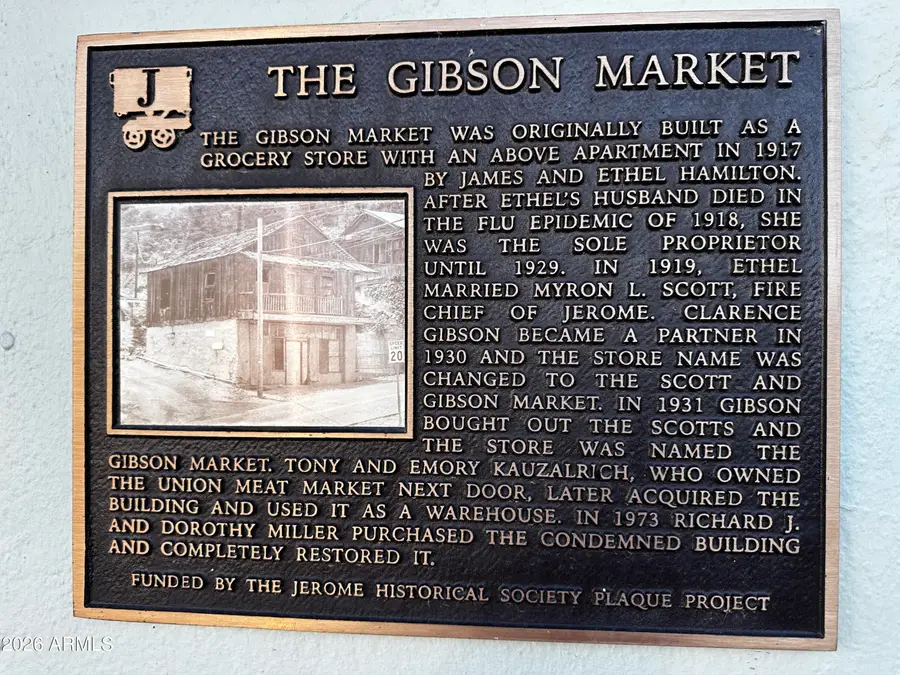 J
THE GIBSON MARKET
THE GIBSON MARKET WAS ORIGINALLY BUILT AS A
GROCERY STORE WITH AN ABOVE APARTMENT IN 1917
BY JAMES AND ETHEL HAMILTON.
AFTER ETHEL'S HUSBAND DIED IN
THE FLU EPIDEMIC OF 1918, SHE
WAS THE SOLE PROPRIETOR
UNTIL 1929. IN 1919, ETHEL
MARRIED MYRON L. SCOTT, FIRE
CHIEF OF JEROME. CLARENCE
GIBSON BECAME A PARTNER IN
1930 AND THE STORE NAME WAS
CHANGED TO THE SCOTT AND
GIBSON MARKET. IN 1931 GIBSON
BOUGHT OUT THE SCOTTS AND
THE STORE WAS NAMED THE
GIBSON MARKET. TONY AND EMORY KAUZALRICH, WHO OWNED
THE UNION MEAT MARKET NEXT DOOR, LATER ACQUIRED THE
BUILDING AND USED IT AS A WAREHOUSE. IN 1973 RICHARD J.
AND DOROTHY MILLER PURCHASED THE CONDEMNED BUILDING
AND COMPLETELY RESTORED IT.
FUNDED BY THE JEROME HISTORICAL SOCIETY PLAQUE PROJECT
SPEED
LIMIT
20
2026 ARMLS